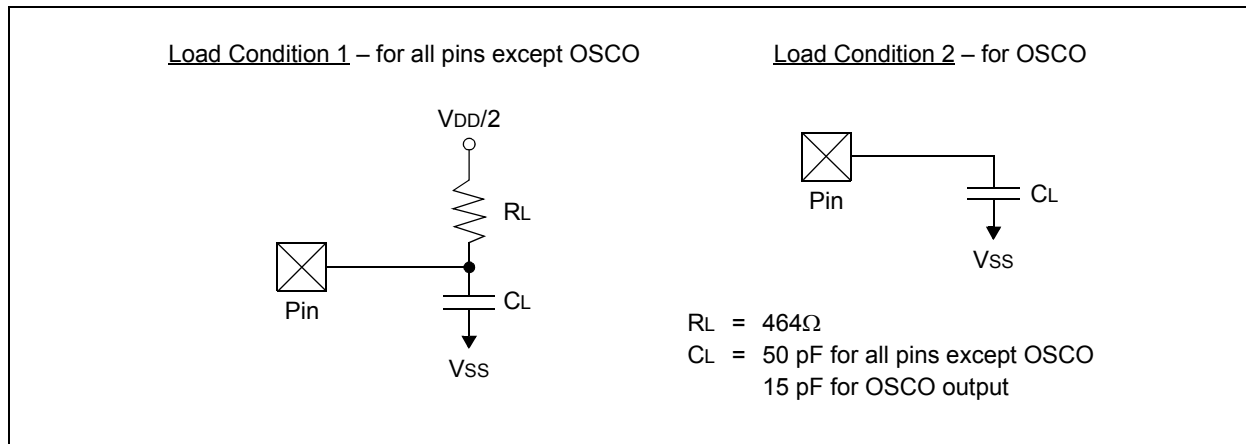 Load Condition 1 – for all pins except OSCO
VDD/2
RL
Pin
CL
VSS
Load Condition 2 – for OSCO
Pin
CL
VSS
RL = 464Ω
CL = 50 pF for all pins except OSCO
15 pF for OSCO output